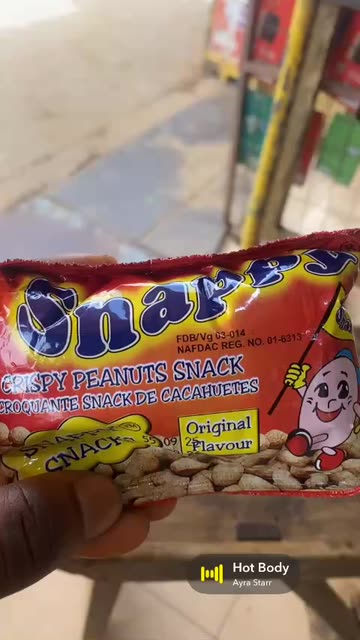 Snappy
FDB/Vg 03-014
NAFDAC REG. NO. 01-6313
CRISPY PEANUTS SNACK
CROQUANTE SNACK DE CACAHUETES
Original
Flavour
CNACK
Hot Body
Ayra Starr